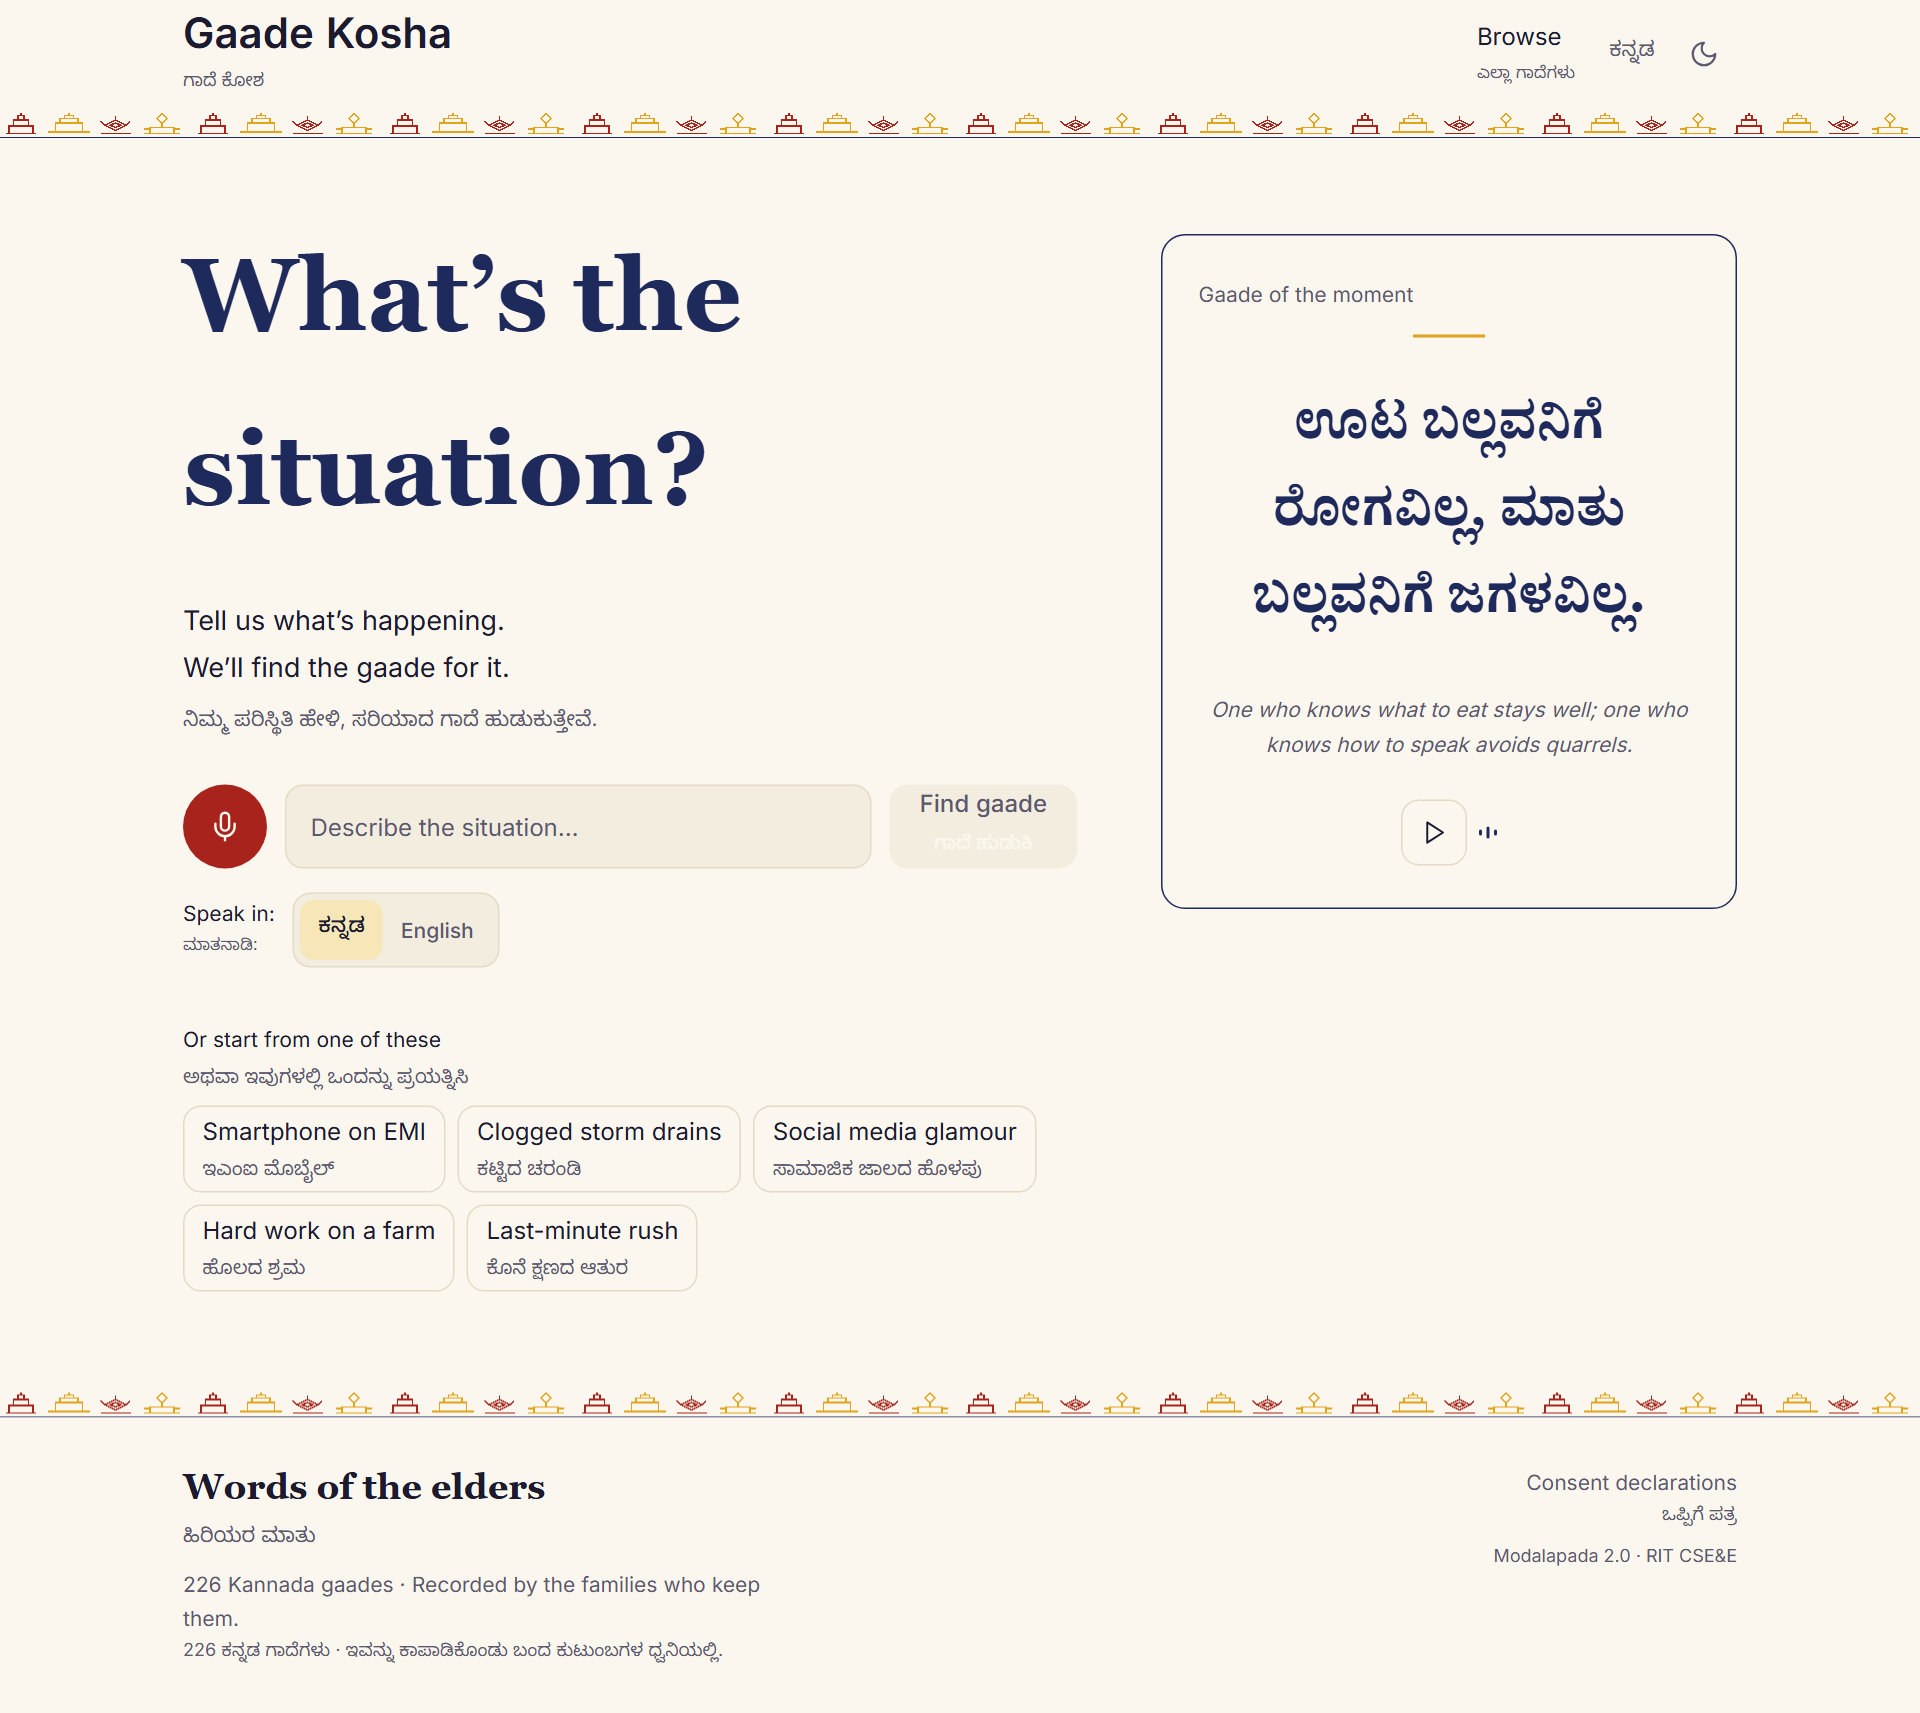 Gaade Kosha
ಗಾದೆ ಕೋಶ
Browse
ಎಲ್ಲಾ ಗಾದೆಗಳು
ಕನ್ನಡ
What’s the
situation?
Tell us what’s happening.
We’ll find the gaade for it.
ನಿಮ್ಮ ಪರಿಸ್ಥಿತಿ ಹೇಳಿ, ಸರಿಯಾದ ಗಾದೆ ಹುಡುಕುತ್ತೇವೆ.
Describe the situation…
Find gaade
ಗಾದೆ ಹುಡುಕಿ
Speak in:
ಮಾತನಾಡಿ:
ಕನ್ನಡ
English
Or start from one of these
ಅಥವಾ ಇವುಗಳಲ್ಲಿ ಒಂದನ್ನು ಪ್ರಯತ್ನಿಸಿ
Smartphone on EMI
ಇಎಂಐ ಮೊಬೈಲ್
Clogged storm drains
ಕಟ್ಟಿದ ಚರಂಡಿ
Social media glamour
ಸಾಮಾಜಿಕ ಜಾಲದ ಹೊಳಪು
Hard work on a farm
ಹೊಲದ ಶ್ರಮ
Last-minute rush
ಕೊನೆ ಕ್ಷಣದ ಆತುರ
Gaade of the moment
ಊಟ ಬಲ್ಲವನಿಗೆ
ರೋಗವಿಲ್ಲ, ಮಾತು
ಬಲ್ಲವನಿಗೆ ಜಗಳವಿಲ್ಲ.
One who knows what to eat stays well; one who
knows how to speak avoids quarrels.
Words of the elders
ಹಿರಿಯರ ಮಾತು
226 Kannada gaades · Recorded by the families who keep
them.
226 ಕನ್ನಡ ಗಾದೆಗಳು · ಇವನ್ನು ಕಾಪಾಡಿಕೊಂಡು ಬಂದ ಕುಟುಂಬಗಳ ಧ್ವನಿಯಲ್ಲಿ.
Consent declarations
ಒಪ್ಪಿಗೆ ಪತ್ರ
Modalapada 2.0 · RIT CSE&E